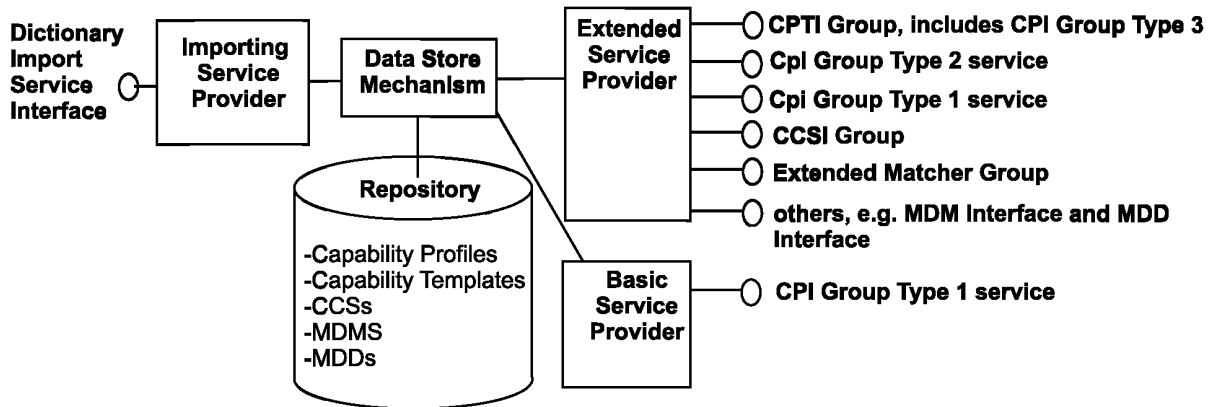 Dictionary
Import
Service
Interface
Importing
Service
Provider
Data Store
Mechanism
Extended
Service
Provider
CPTI Group, includes CPI Group Type 3
CpI Group Type 2 service
Cpi Group Type 1 service
CCSI Group
Extended Matcher Group
others, e.g. MDM Interface and MDD
Interface
Repository
-Capability Profiles
-Capability Templates
-CCSs
-MDMS
-MDDs
Basic
Service
Provider
CPI Group Type 1 service